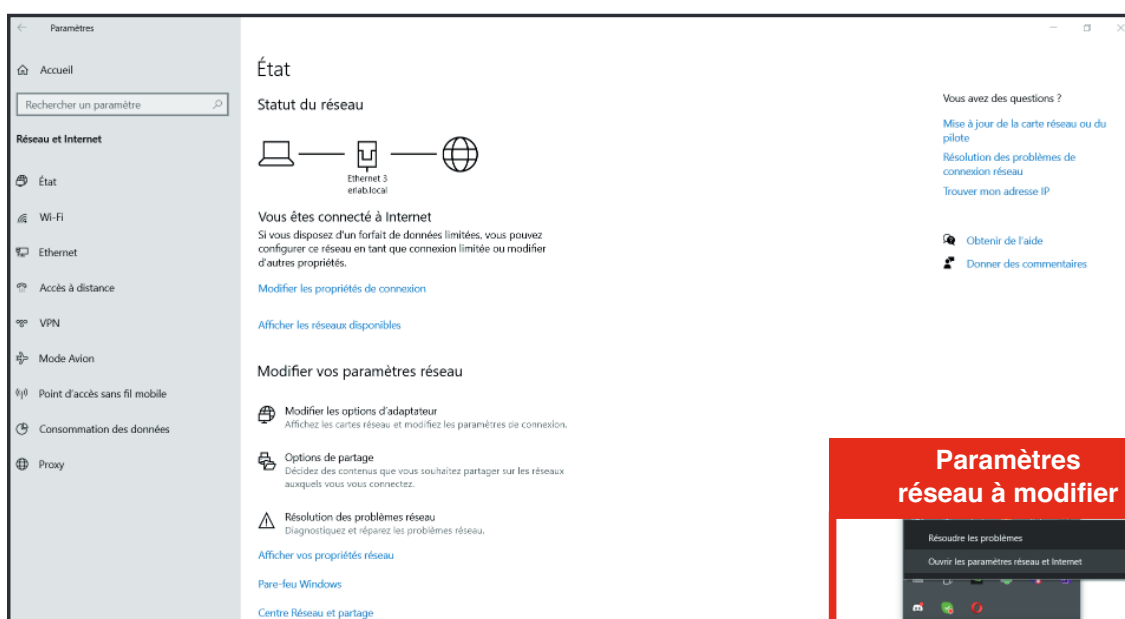 Paramètres
Accueil
Rechercher un paramètre
Réseau et Internet
État
Wi-Fi
Ethernet
Accès à distance
VPN
Mode Avion
Point d'accès sans fil mobile
Consommation des données
Proxy
État
Statut du réseau
Ethernet 3
erlab.local
Vous êtes connecté à Internet
Si vous disposez d'un forfait de données limitées, vous pouvez
configurer ce réseau en tant que connexion limitée ou modifier
d'autres propriétés.
Modifier les propriétés de connexion
Afficher les réseaux disponibles
Modifier vos paramètres réseau
Modifier les options d'adaptateur
Affichez les cartes réseau et modifiez les paramètres de connexion.
Options de partage
Décidez des contenus que vous souhaitez partager sur les réseaux
auxquels vous vous connectez.
Résolution des problèmes réseau
Diagnostiquez et réparez les problèmes réseau.
Afficher vos propriétés réseau
Pare-feu Windows
Centre Réseau et partage
Vous avez des questions ?
Mise à jour de la carte réseau ou du
pilote
Résolution des problèmes de
connexion réseau
Trouver mon adresse IP
Obtenir de l'aide
Donner des commentaires
Paramètres
réseau à modifier
Résoudre les problèmes
Ouvrir les paramètres réseau et Internet